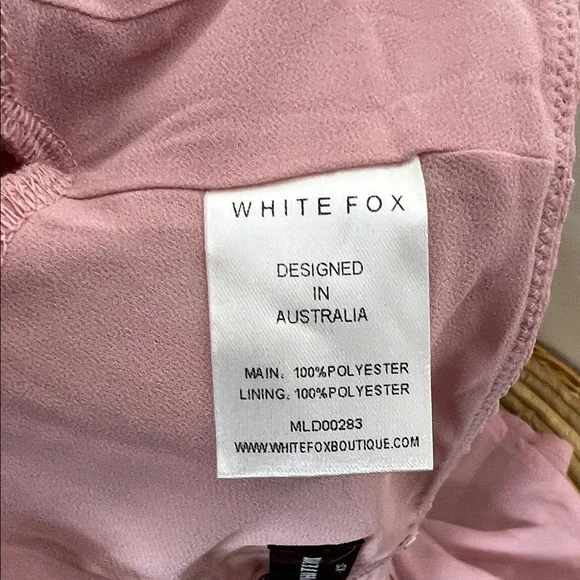 WHITE FOX
DESIGNED
IN
AUSTRALIA
MAIN. 100%POLYESTER
LINING. 100%POLYESTER
MLD00283
WWW.WHITEFOXBOUTIQUE.COM